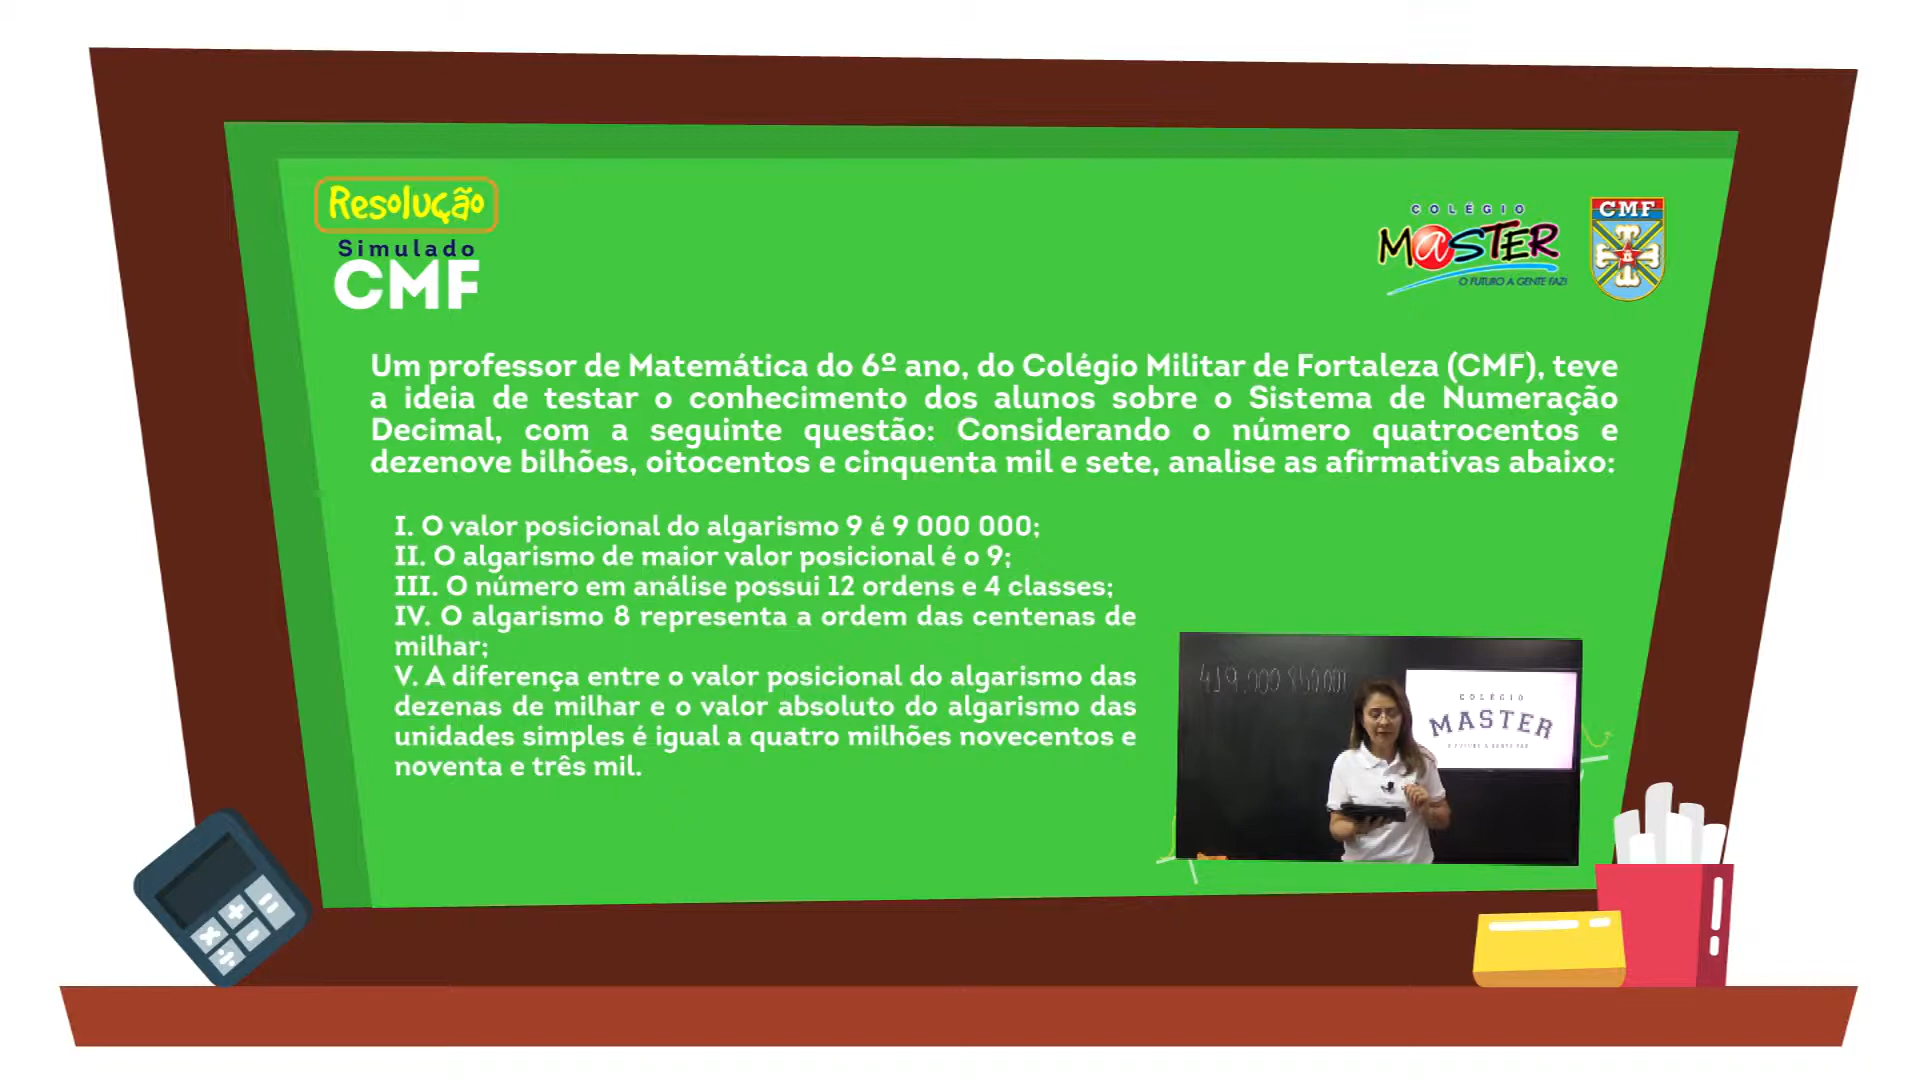 Resolução
Simulado
CMF
COLÉGIO
M@STER
O FUTURO A GENTE FAZ!
CMF
Um professor de Matemática do 6º ano, do Colégio Militar de Fortaleza (CMF), teve
a ideia de testar o conhecimento dos alunos sobre o Sistema de Numeração
Decimal, com a seguinte questão: Considerando o número quatrocentos e
dezenove bilhões, oitocentos e cinquenta mil e sete, analise as afirmativas abaixo:
I. O valor posicional do algarismo 9 é 9 000 000;
II. O algarismo de maior valor posicional é o 9;
III. O número em análise possui 12 ordens e 4 classes;
IV. O algarismo 8 representa a ordem das centenas de
milhar;
V. A diferença entre o valor posicional do algarismo das
dezenas de milhar e o valor absoluto do algarismo das
unidades simples é igual a quatro milhões novecentos e
noventa e três mil.
COLÉGIO
MASTER